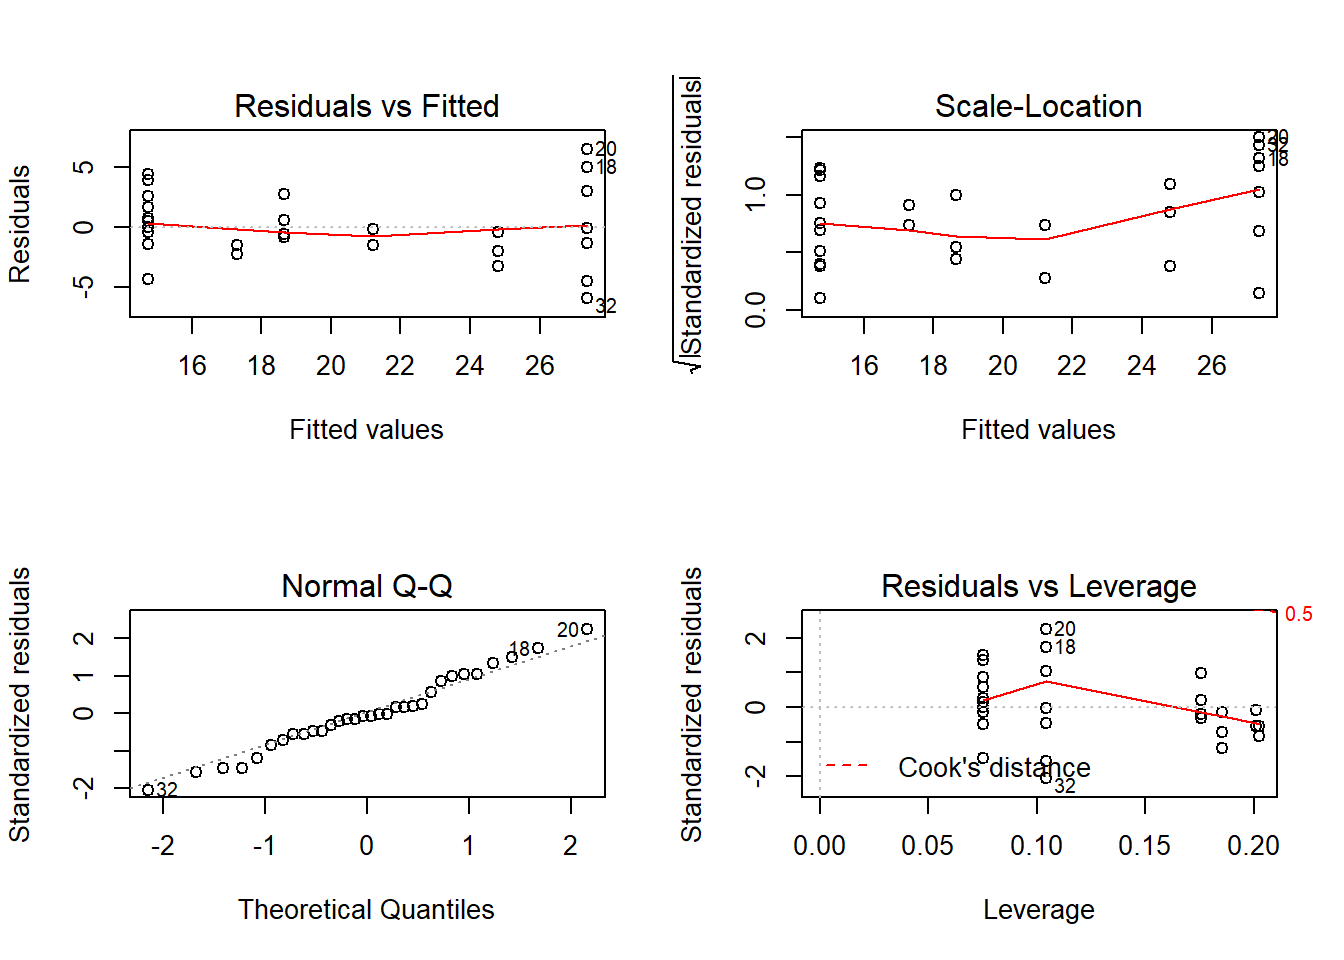 Residuals vs Fitted
Residuals
5
0
-5
20
18
32
16 18 20 22 24 26
Fitted values
Scale-Location
√|Standardized residuals|
1.0
0.0
20
32
18
16 18 20 22 24 26
Fitted values
Normal Q-Q
Standardized residuals
2
1
0
-2
20
18
32
-2 -1 0 1 2
Theoretical Quantiles
Residuals vs Leverage
Standardized residuals
2
0
-2
0.5
20
18
Cook's distance
32
0.00 0.05 0.10 0.15 0.20
Leverage